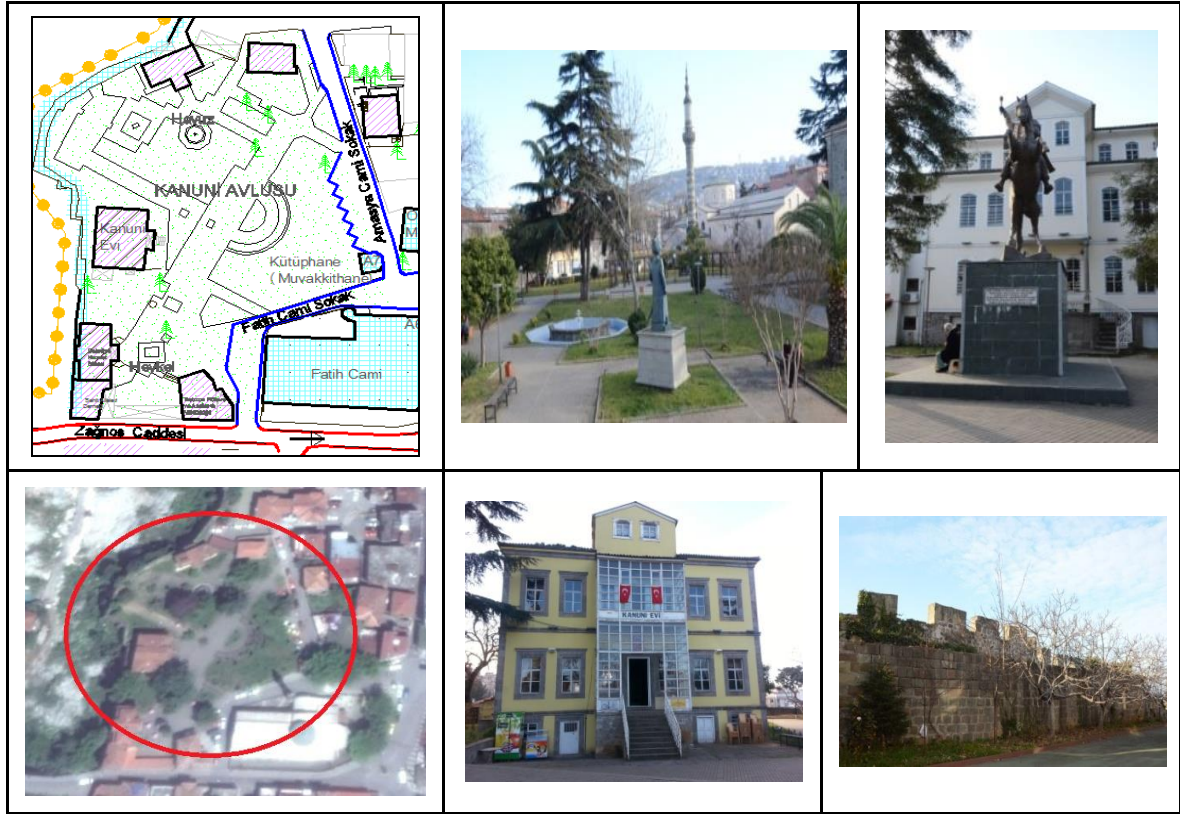 Havuz
Amasya Cami Sokak
KANUNİ AVLUSU
Kanuni
Evi
Kütüphane
( Muvakkithane)
A7
Fatih Cami Sokak
Fatih Cami
Heykel
Zağnos Caddesi
KANUNİ EVİ